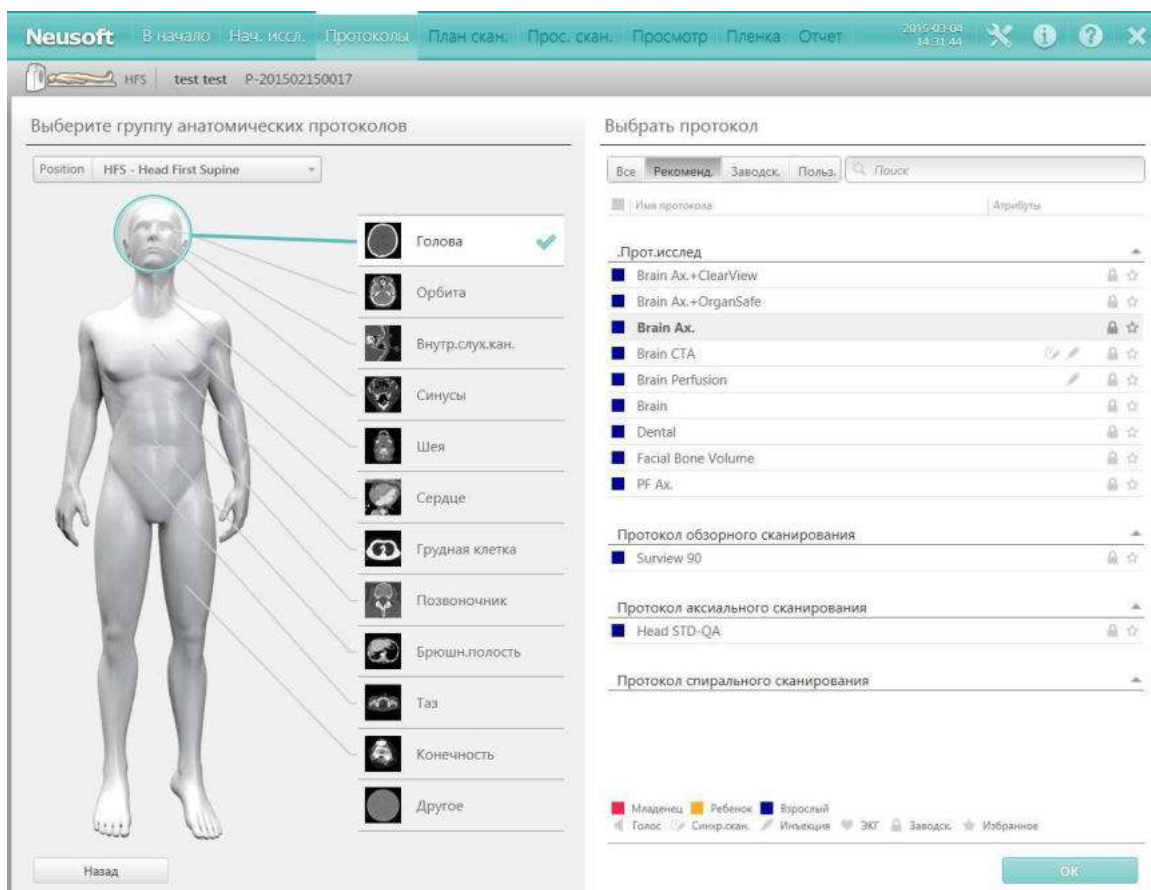 Neusoft В начало Нач. иссл. Протоколы План скан. Прос. скан. Просмотр Пленка Отчет 2015-03-04
14:31:44
HFS test test P-201502150017
Выберите группу анатомических протоколов
Position HFS - Head First Supine
Голова
Орбита
Внутр.слух.кан.
Синусы
Шея
Сердце
Грудная клетка
Позвоночник
Брюшн.полость
Таз
Конечность
Другое
Назад
Выбрать протокол
Все Рекоменд. Заводск. Польз. Поиск
Имя протокола Атрибуты
.Прот.исслед
Brain Ax.+ClearView
Brain Ax.+OrganSafe
Brain Ax.
Brain CTA
Brain Perfusion
Brain
Dental
Facial Bone Volume
PF Ax.
Протокол обзорного сканирования
Surview 90
Протокол аксиального сканирования
Head STD-QA
Протокол спирального сканирования
Младенец Ребенок Взрослый
Голос Синхр.скан. Инъекция ЭКГ Заводск. Избранное
OK